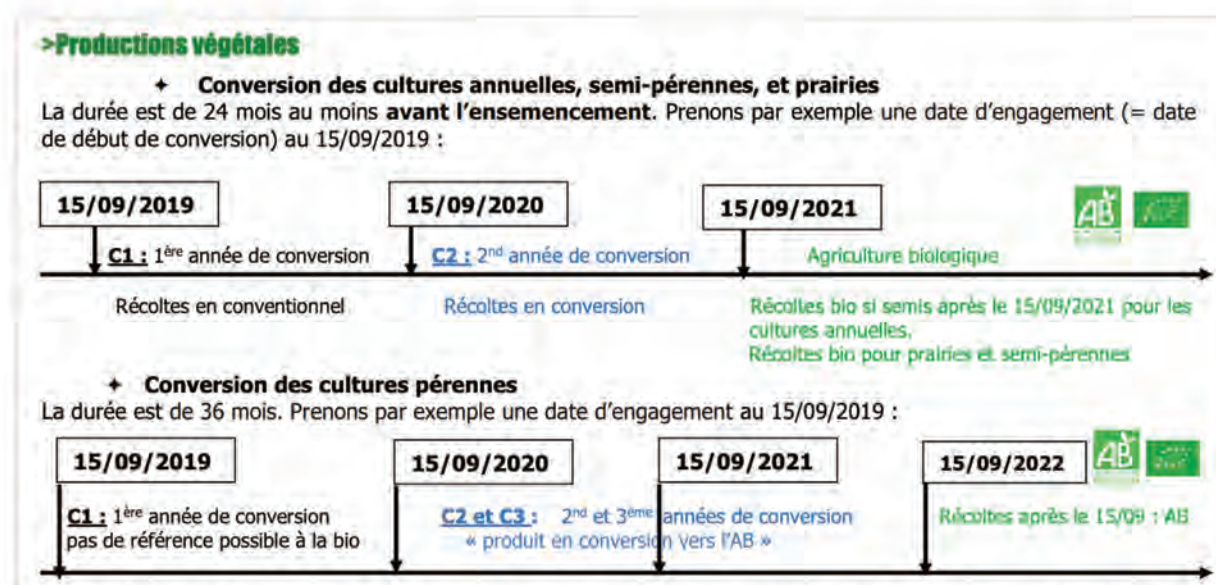 >Productions végétales
✦ Conversion des cultures annuelles, semi-pérennes, et prairies
La durée est de 24 mois au moins avant l'ensemencement. Prenons par exemple une date d'engagement (= date
de début de conversion) au 15/09/2019 :
15/09/2019
15/09/2020
15/09/2021
AB
C1 : 1ère année de conversion
C2 : 2nd année de conversion
Agriculture biologique
Récoltes en conventionnel
Récoltes en conversion
Récoltes bio si semis après le 15/09/2021 pour les
cultures annuelles.
Récoltes bio pour prairies et semi-pérennes
✦ Conversion des cultures pérennes
La durée est de 36 mois. Prenons par exemple une date d'engagement au 15/09/2019 :
15/09/2019
15/09/2020
15/09/2021
15/09/2022
AB
C1 : 1ère année de conversion
pas de référence possible à la bio
C2 et C3 : 2nd et 3ème années de conversion
« produit en conversion vers l'AB »
Récoltes après le 15/09 : AB